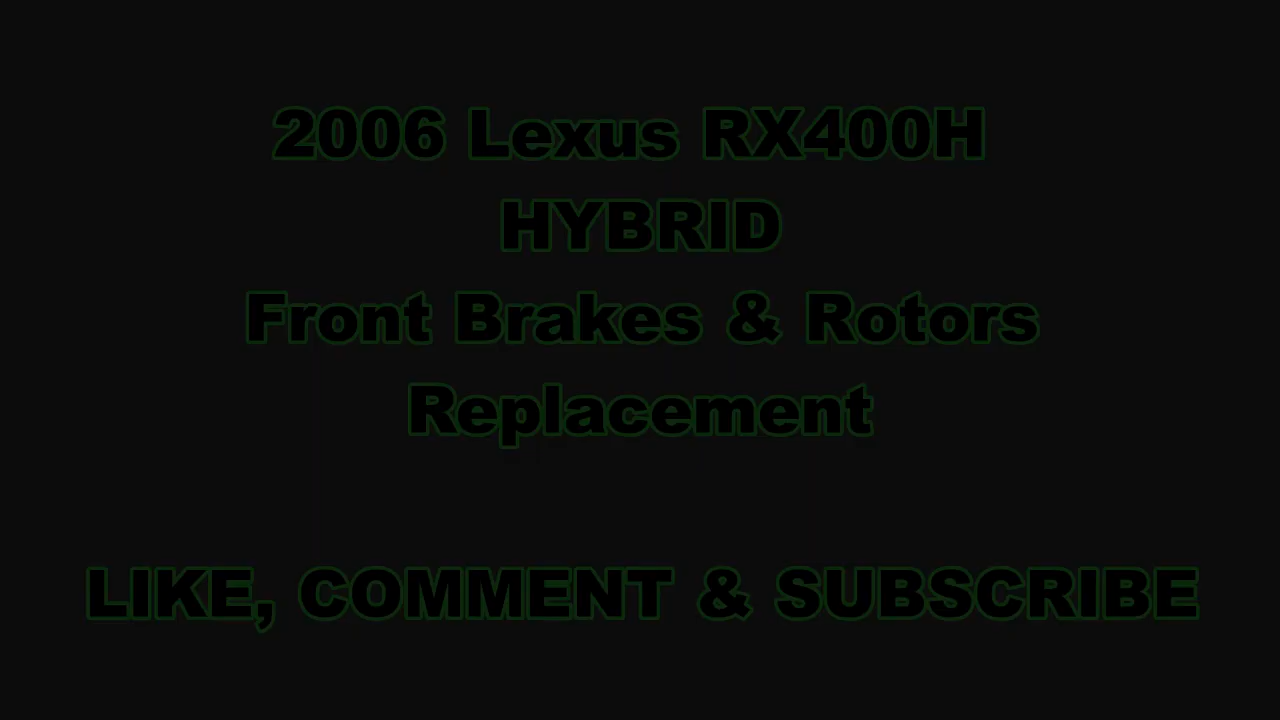 2006 Lexus RX400H
HYBRID
Front Brakes & Rotors
Replacement
LIKE, COMMENT & SUBSCRIBE